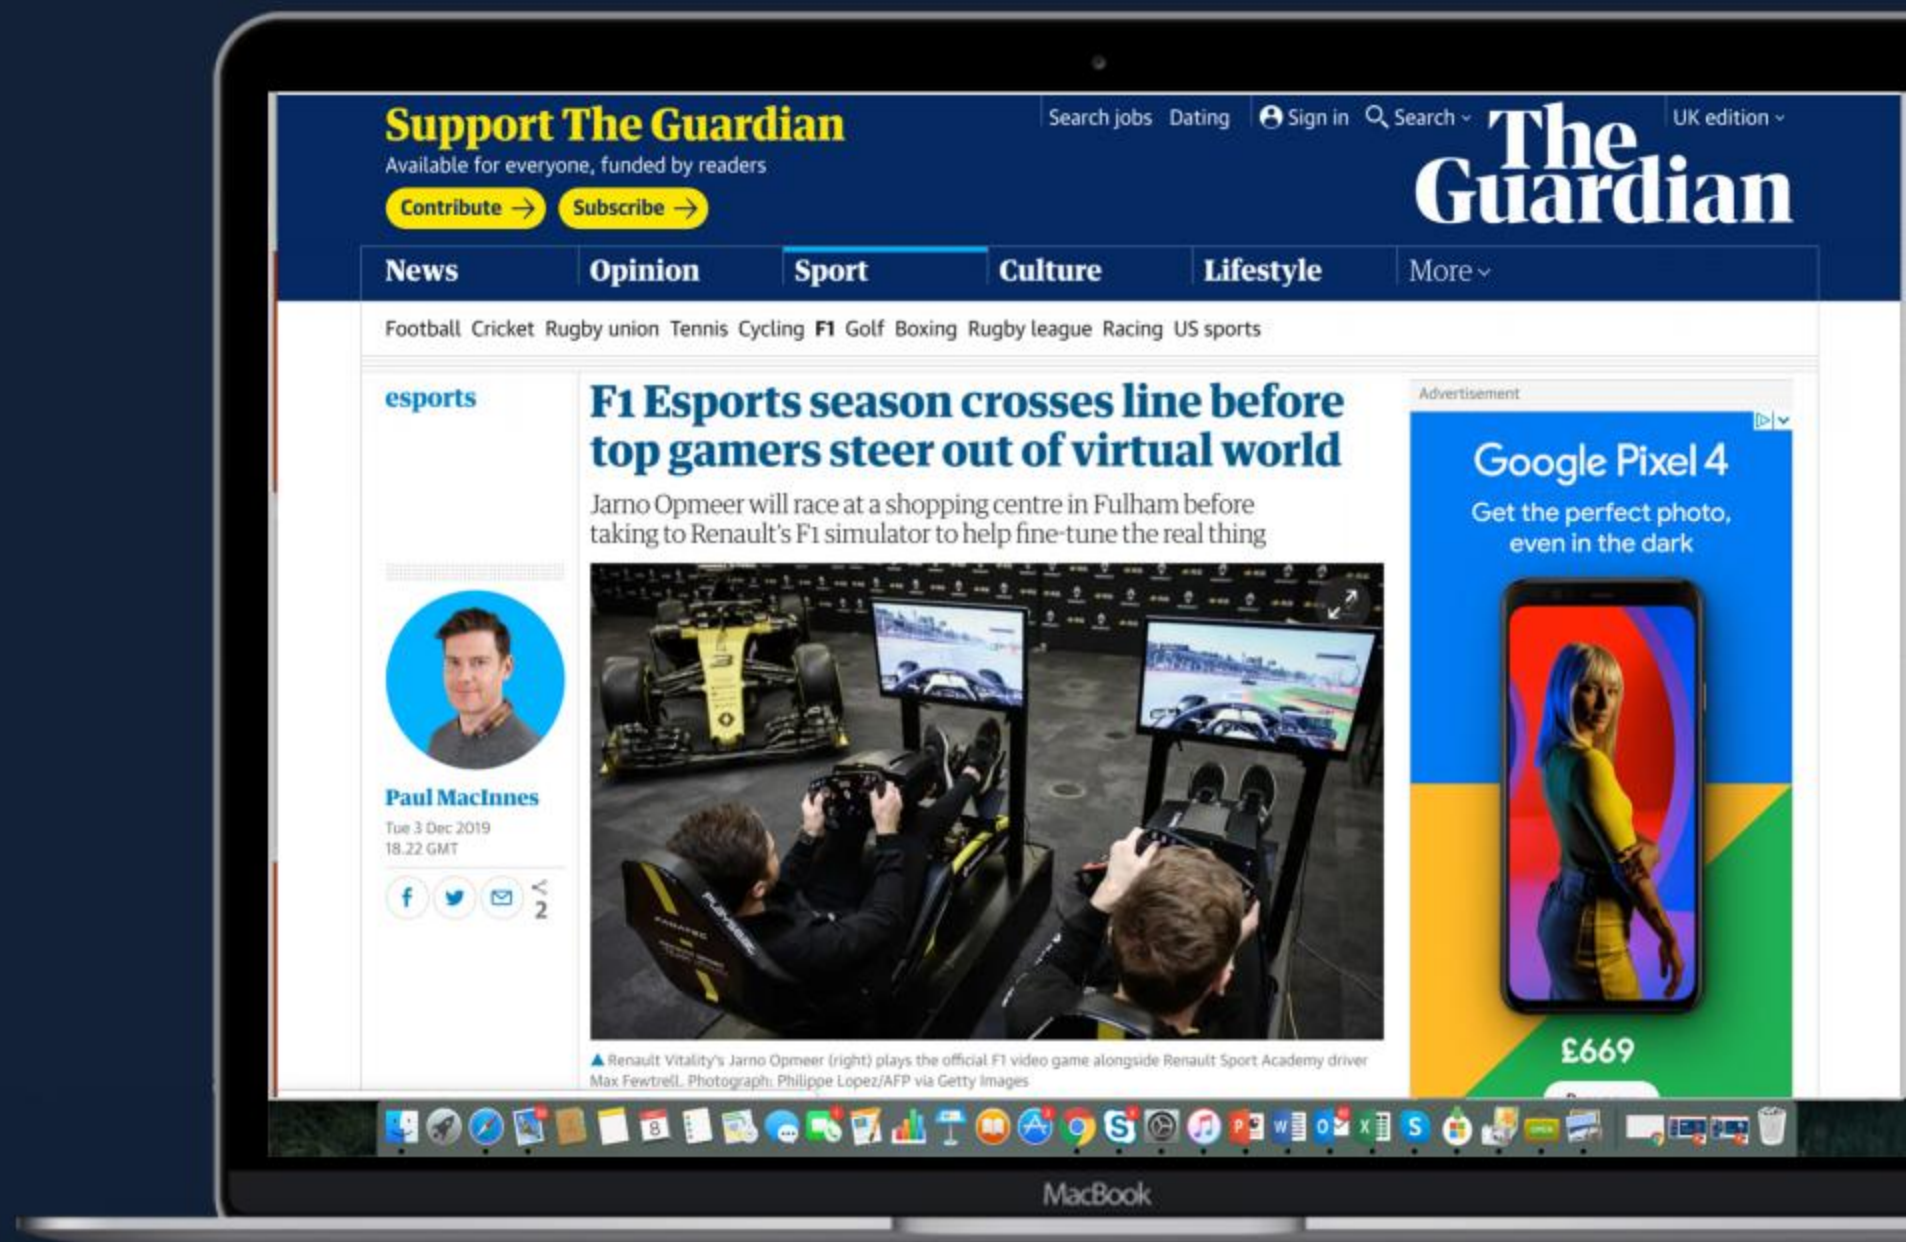 Support The Guardian
Available for everyone, funded by readers
Contribute →
Subscribe →
Search jobs Dating Sign in Search
UK edition
The
Guardian
News Opinion Sport Culture Lifestyle More
Football Cricket Rugby union Tennis Cycling F1 Golf Boxing Rugby league Racing US sports
esports
F1 Esports season crosses line before
top gamers steer out of virtual world
Jarno Opmeer will race at a shopping centre in Fulham before
taking to Renault's F1 simulator to help fine-tune the real thing
Paul MacInnes
Tue 3 Dec 2019
18.22 GMT
2
3
PLAYSEAT
FANATEC
Renault Vitality's Jarno Opmeer (right) plays the official F1 video game alongside Renault Sport Academy driver
Max Fewtrell. Photograph: Philippe Lopez/AFP via Getty Images
Advertisement
Google Pixel 4
Get the perfect photo,
even in the dark
£669
8
OPEN
MacBook